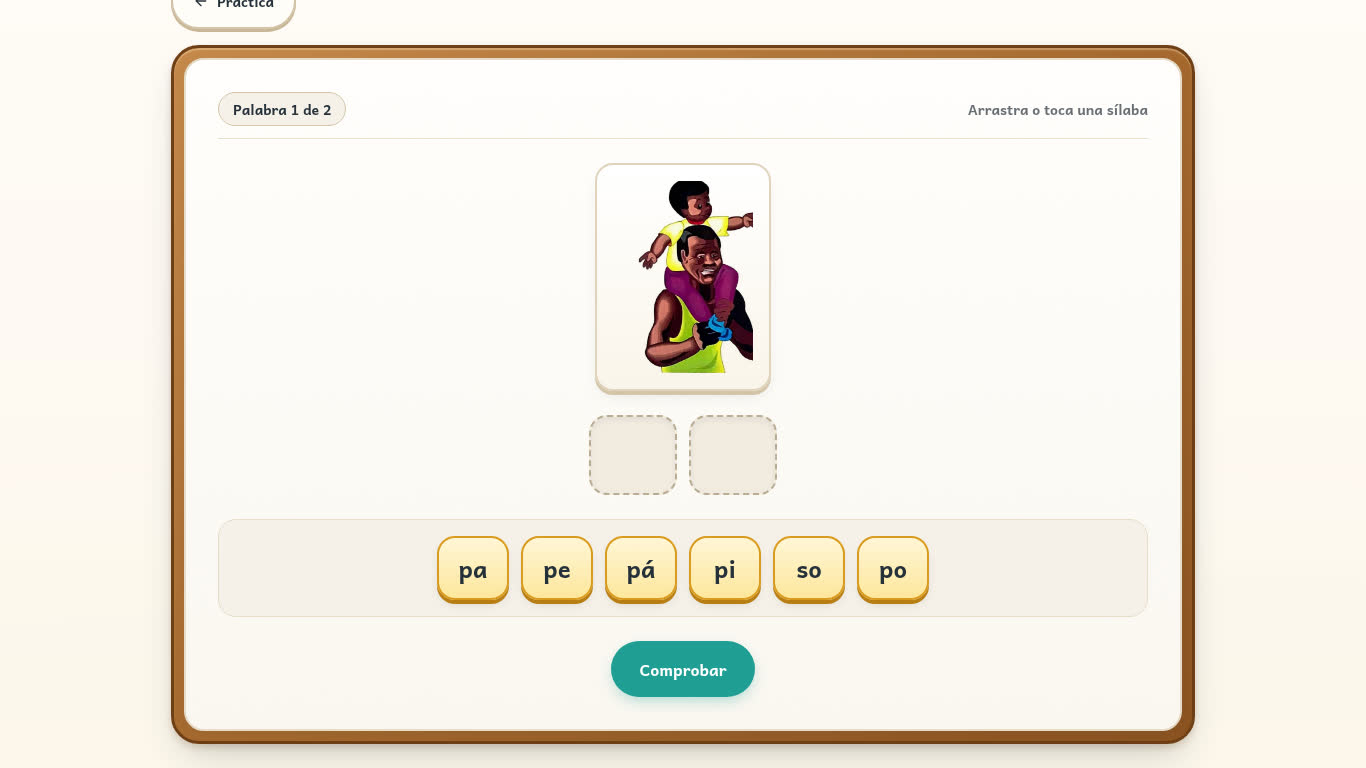 ← Práctica
Palabra 1 de 2
Arrastra o toca una sílaba
pa pe pá pi so po
Comprobar